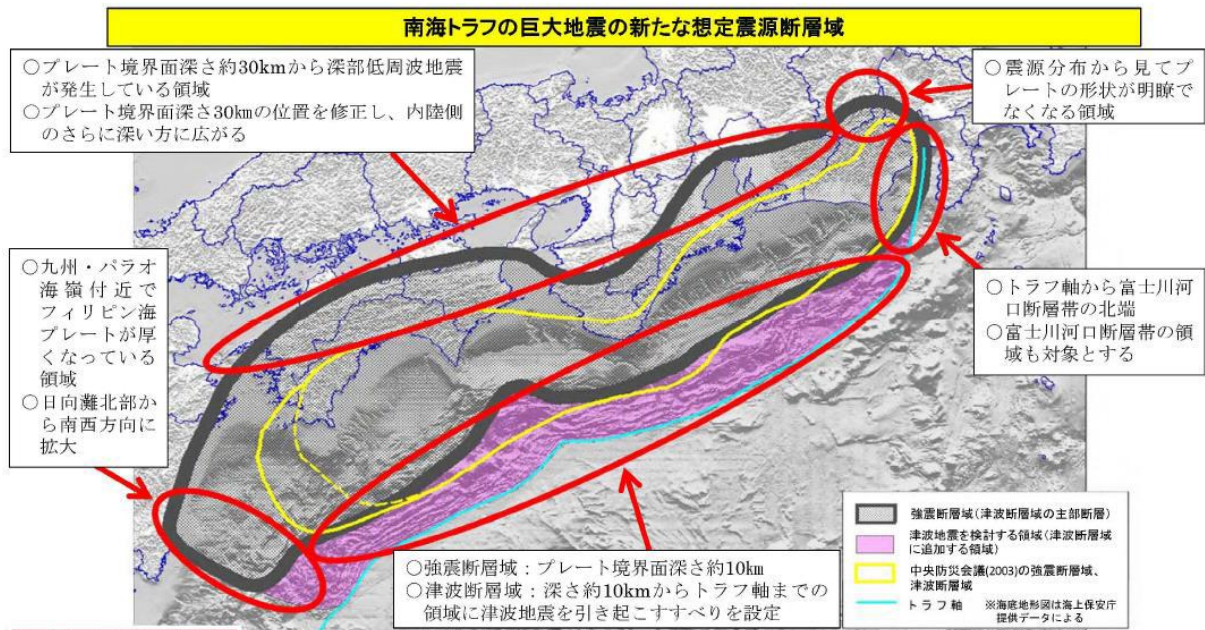 南海トラフの巨大地震の新たな想定震源断層域
○プレート境界面深さ約30kmから深部低周波地震
が発生している領域
○プレート境界面深さ30㎞の位置を修正し、内陸側
のさらに深い方に広がる
○震源分布から見てプ
レートの形状が明瞭で
なくなる領域
○九州・パラオ
海嶺付近で
フィリピン海
プレートが厚
くなっている
領域
○日向灘北部か
ら南西方向に
拡大
○トラフ軸から富士川河
口断層帯の北端
○富士川河口断層帯の領
域も対象とする
○強震断層域：プレート境界面深さ約10㎞
○津波断層域：深さ約10㎞からトラフ軸までの
領域に津波地震を引き起こすすべりを設定
強震断層域(津波断層域の主部断層)
津波地震を検討する領域(津波断層域
に追加する領域)
中央防災会議(2003)の強震断層域、
津波断層域
トラフ軸 ※海底地形図は海上保安庁
提供データによる